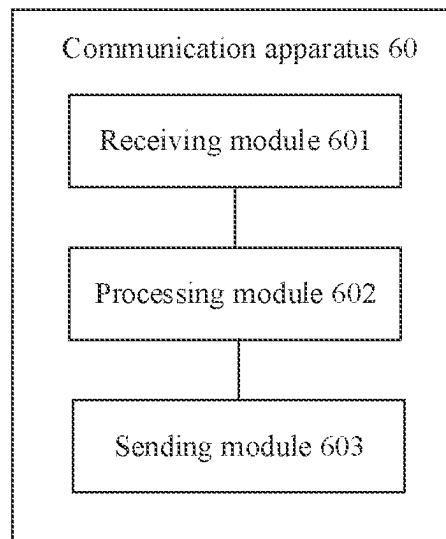 Communication apparatus 60
Receiving module 601
Processing module 602
Sending module 603